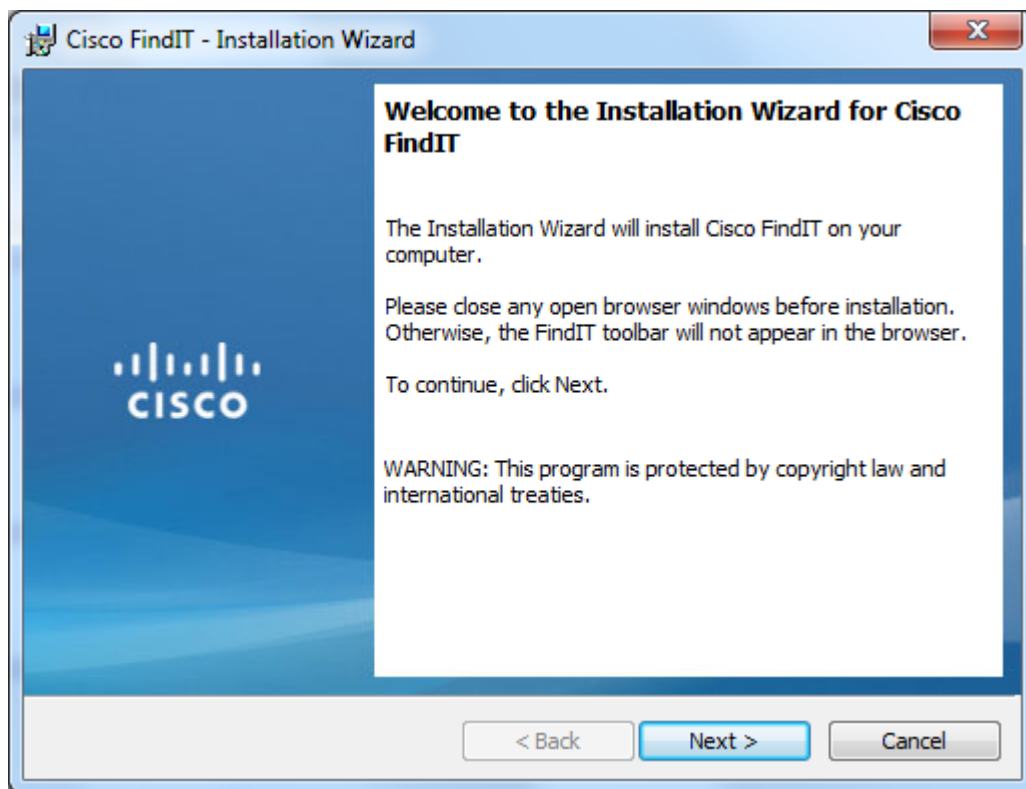 Cisco FindIT - Installation Wizard
Welcome to the Installation Wizard for Cisco
FindIT
The Installation Wizard will install Cisco FindIT on your
computer.
Please close any open browser windows before installation.
Otherwise, the FindIT toolbar will not appear in the browser.
To continue, click Next.
CISCO
WARNING: This program is protected by copyright law and
international treaties.
< Back
Next >
Cancel